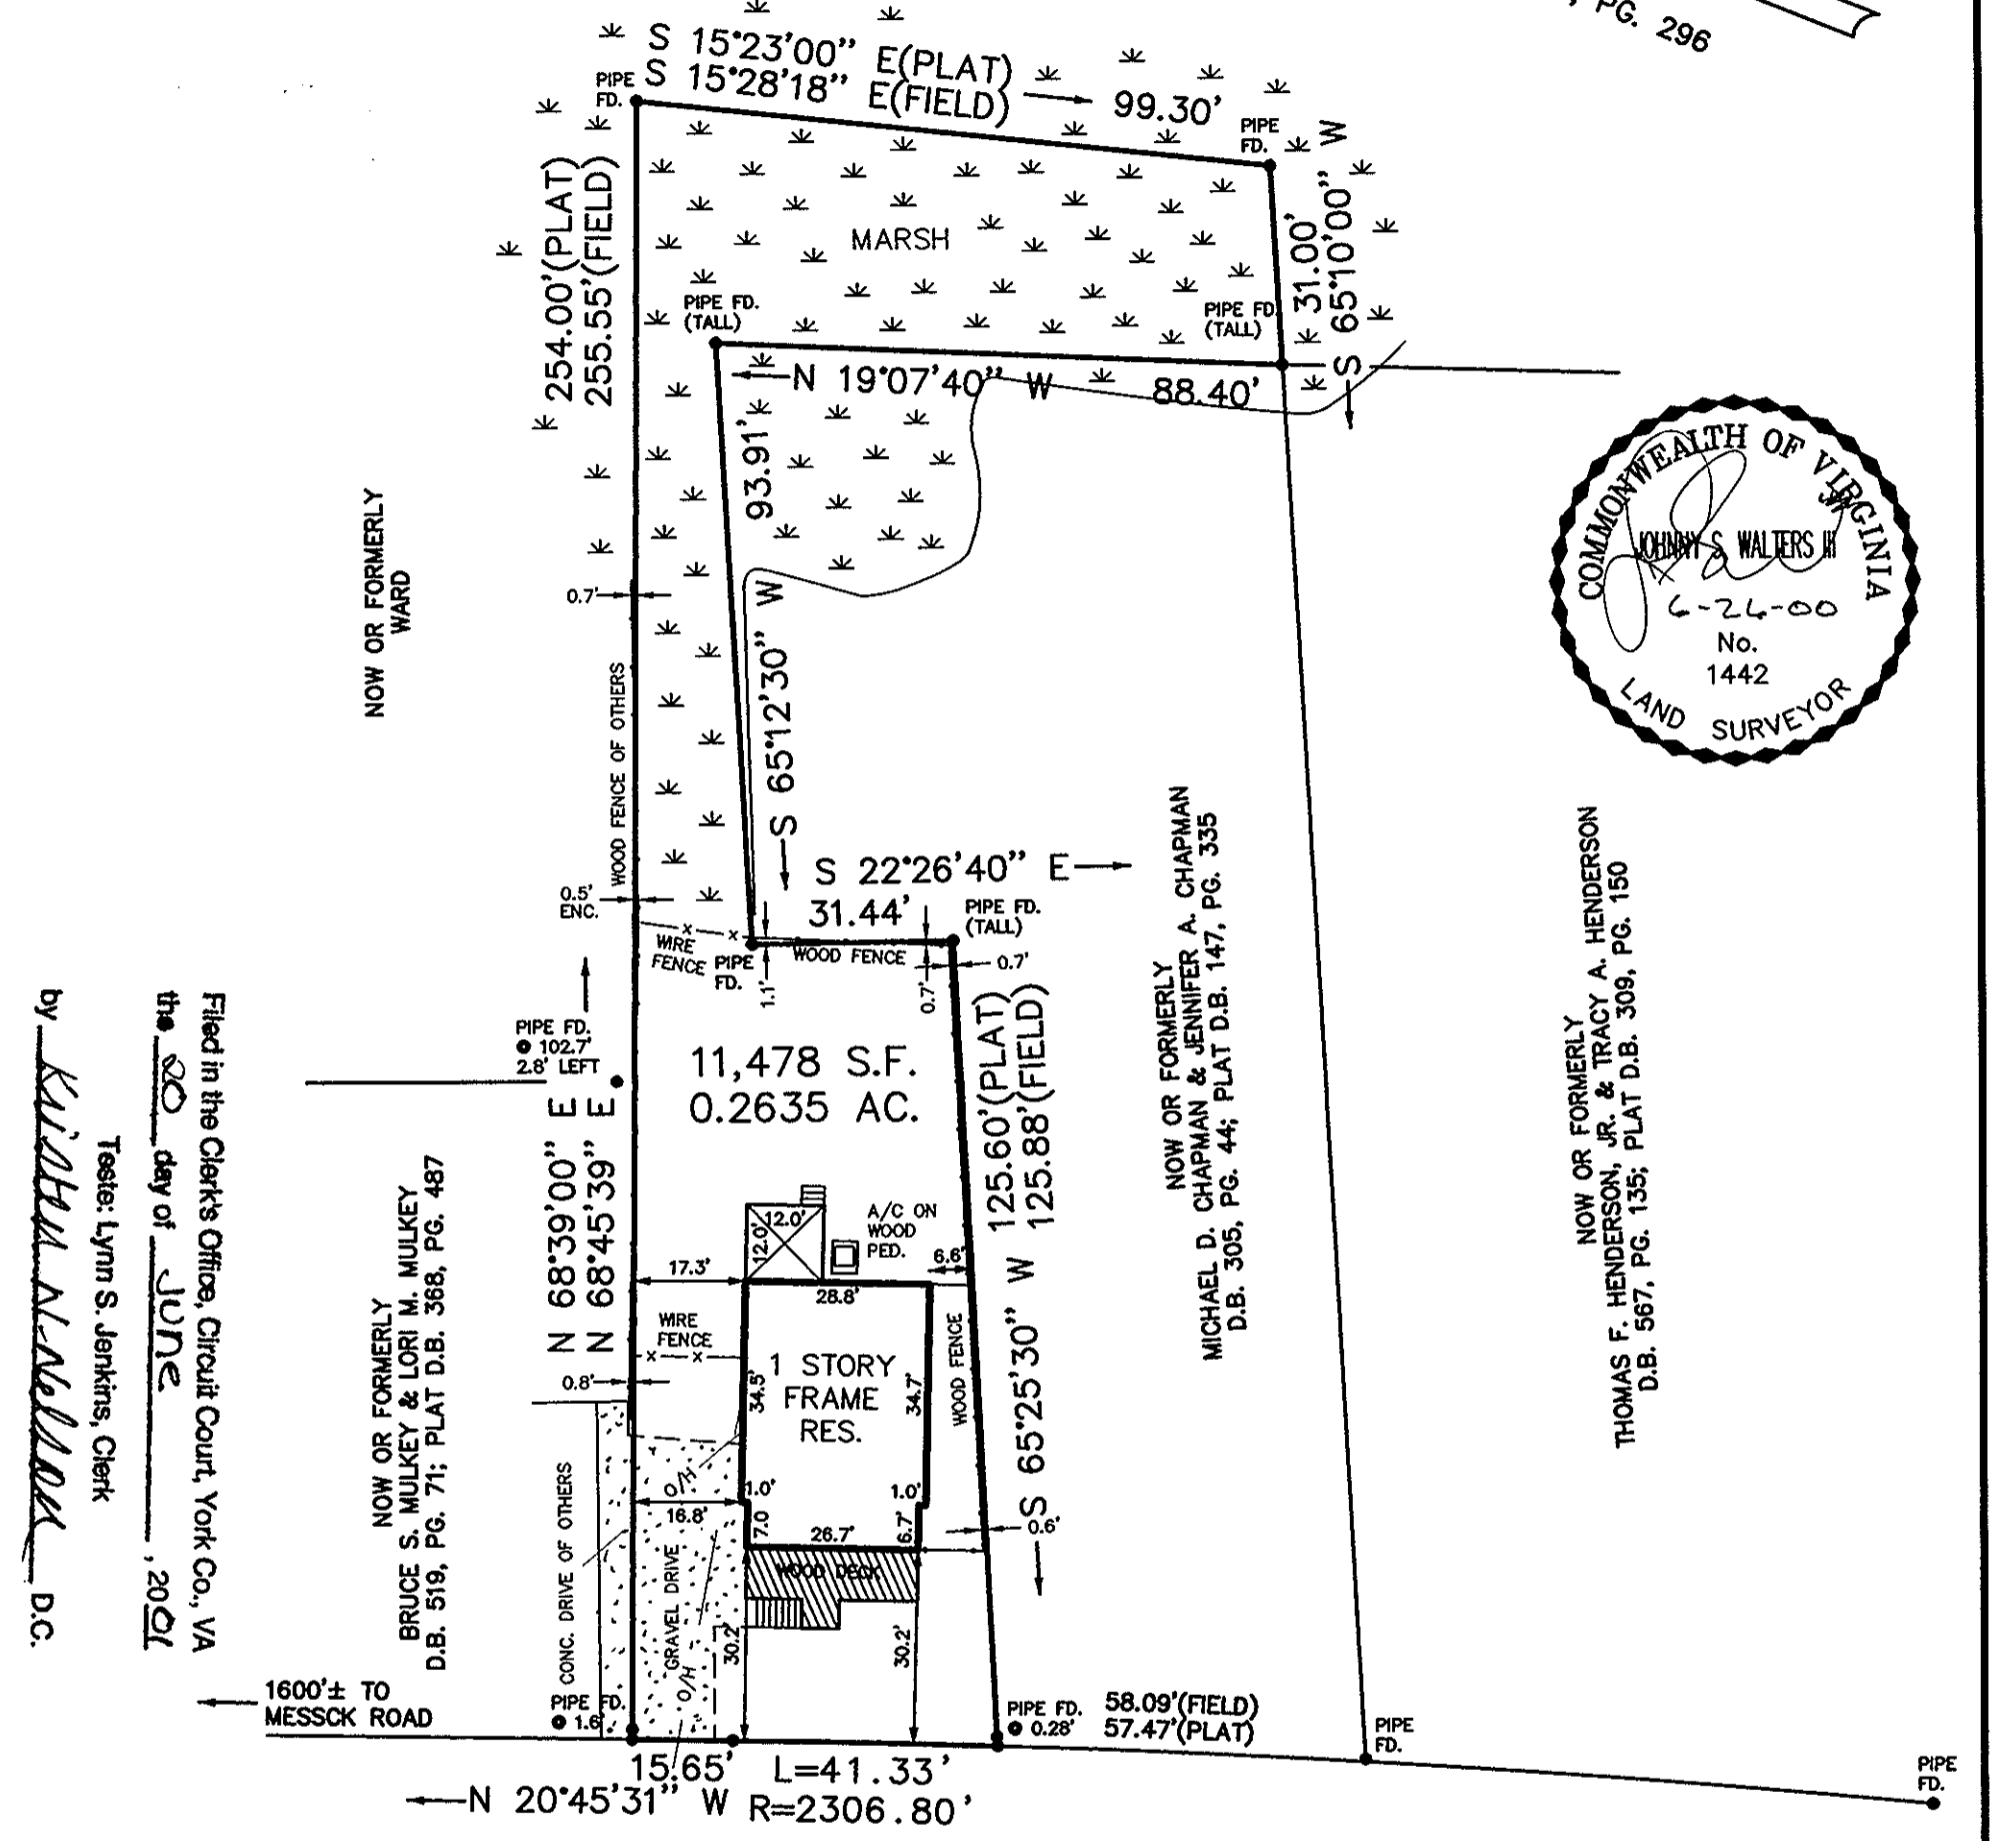 PG. 296
S 15°23'00" E(PLAT)
S 15°28'18" E(FIELD)
99.30'
PIPE
FD.
PIPE
FD.
31.00'
S 65°10'00" W
254.00'(PLAT)
255.55'(FIELD)
MARSH
PIPE FD.
(TALL)
PIPE FD
(TALL)
N 19°07'40" W
88.40'
93.91'
S 65°12'30" W
COMMONWEALTH OF VIRGINIA
JOHNNY S. WALTERS III
6-26-00
No.
1442
LAND SURVEYOR
NOW OR FORMERLY
WARD
0.7'
WOOD FENCE OF OTHERS
0.5'
ENC.
S 22°26'40" E
31.44'
PIPE FD.
(TALL)
WIRE
FENCE
PIPE
FD.
WOOD FENCE
1.1'
0.7'
0.7'
PIPE FD.
@ 102.7'
2.8' LEFT
11,478 S.F.
0.2635 AC.
125.60'(PLAT)
125.88'(FIELD)
S 65°25'30" W
N 68°39'00" E
N 68°45'39" E
NOW OR FORMERLY
MICHAEL D. CHAPMAN & JENNIFER A. CHAPMAN
D.B. 305, PG. 44; PLAT D.B. 147, PG. 335
NOW OR FORMERLY
THOMAS F. HENDERSON, JR. & TRACY A. HENDERSON
D.B. 567, PG. 135; PLAT D.B. 309, PG. 150
NOW OR FORMERLY
BRUCE S. MULKEY & LORI M. MULKEY
D.B. 519, PG. 71; PLAT D.B. 368, PG. 487
12.0'
12.0'
A/C ON
WOOD
PED.
17.3'
6.6'
28.8'
WIRE
FENCE
0.8'
34.5'
1 STORY
FRAME
RES.
34.7'
WOOD FENCE
O/H
1.0'
1.0'
16.8'
7.0
26.7'
6.7'
0.6'
WOOD DECK
CONC. DRIVE OF OTHERS
GRAVEL DRIVE
O/H
30.2'
30.2'
PIPE FD.
@ 1.6'
PIPE FD.
@ 0.28'
58.09'(FIELD)
57.47'(PLAT)
PIPE
FD.
PIPE
FD.
1600'± TO
MESSCK ROAD
15.65'
L=41.33'
N 20°45'31" W
R=2306.80'
Filed in the Clerk's Office, Circuit Court, York Co., VA
the 20 day of June, 2001
Teste: Lynn S. Jenkins, Clerk
by D.C.